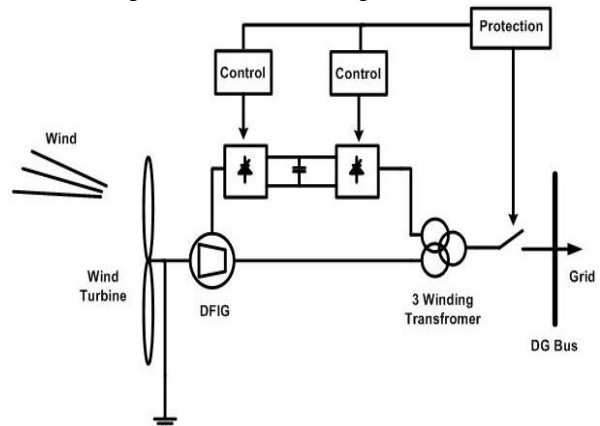 Protection
Control
Control
Wind
Wind
Turbine
DFIG
3 Winding
Transfromer
Grid
DG Bus